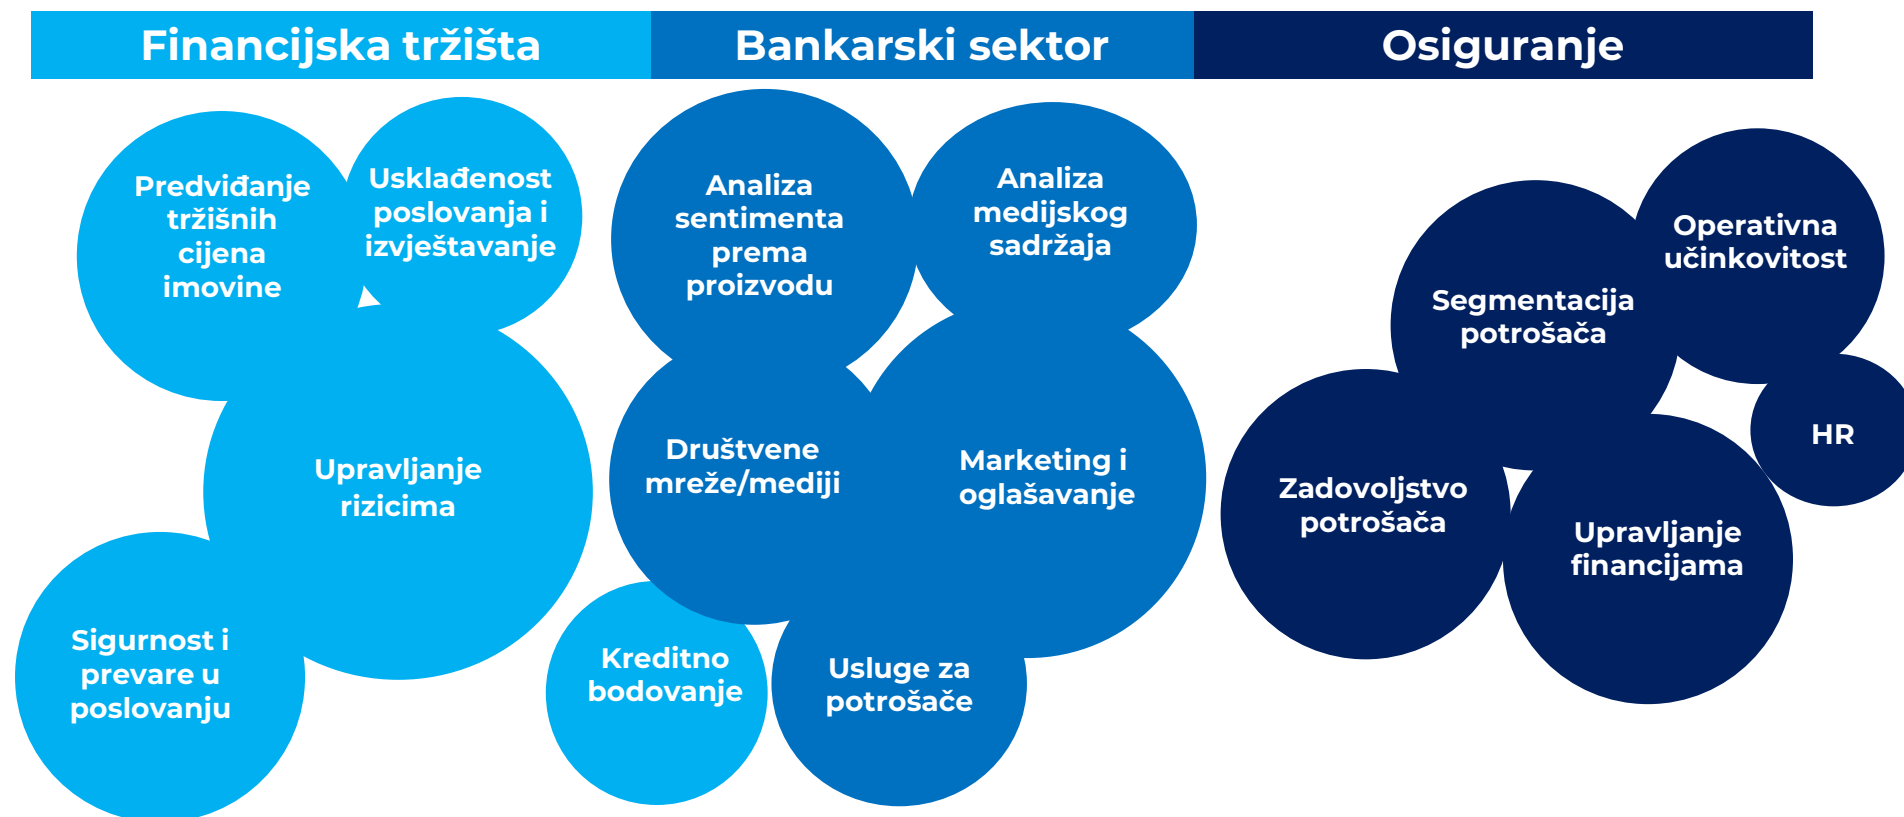 Financijska tržišta
Bankarski sektor
Osiguranje
Predviđanje
tržišnih
cijena
imovine
Usklađenost
poslovanja i
izvještavanje
Upravljanje
rizicima
Sigurnost i
prevare u
poslovanju
Kreditno
bodovanje
Analiza
sentimenta
prema
proizvodu
Analiza
medijskog
sadržaja
Društvene
mreže/mediji
Marketing i
oglašavanje
Usluge za
potrošače
Operativna
učinkovitost
Segmentacija
potrošača
HR
Zadovoljstvo
potrošača
Upravljanje
financijama